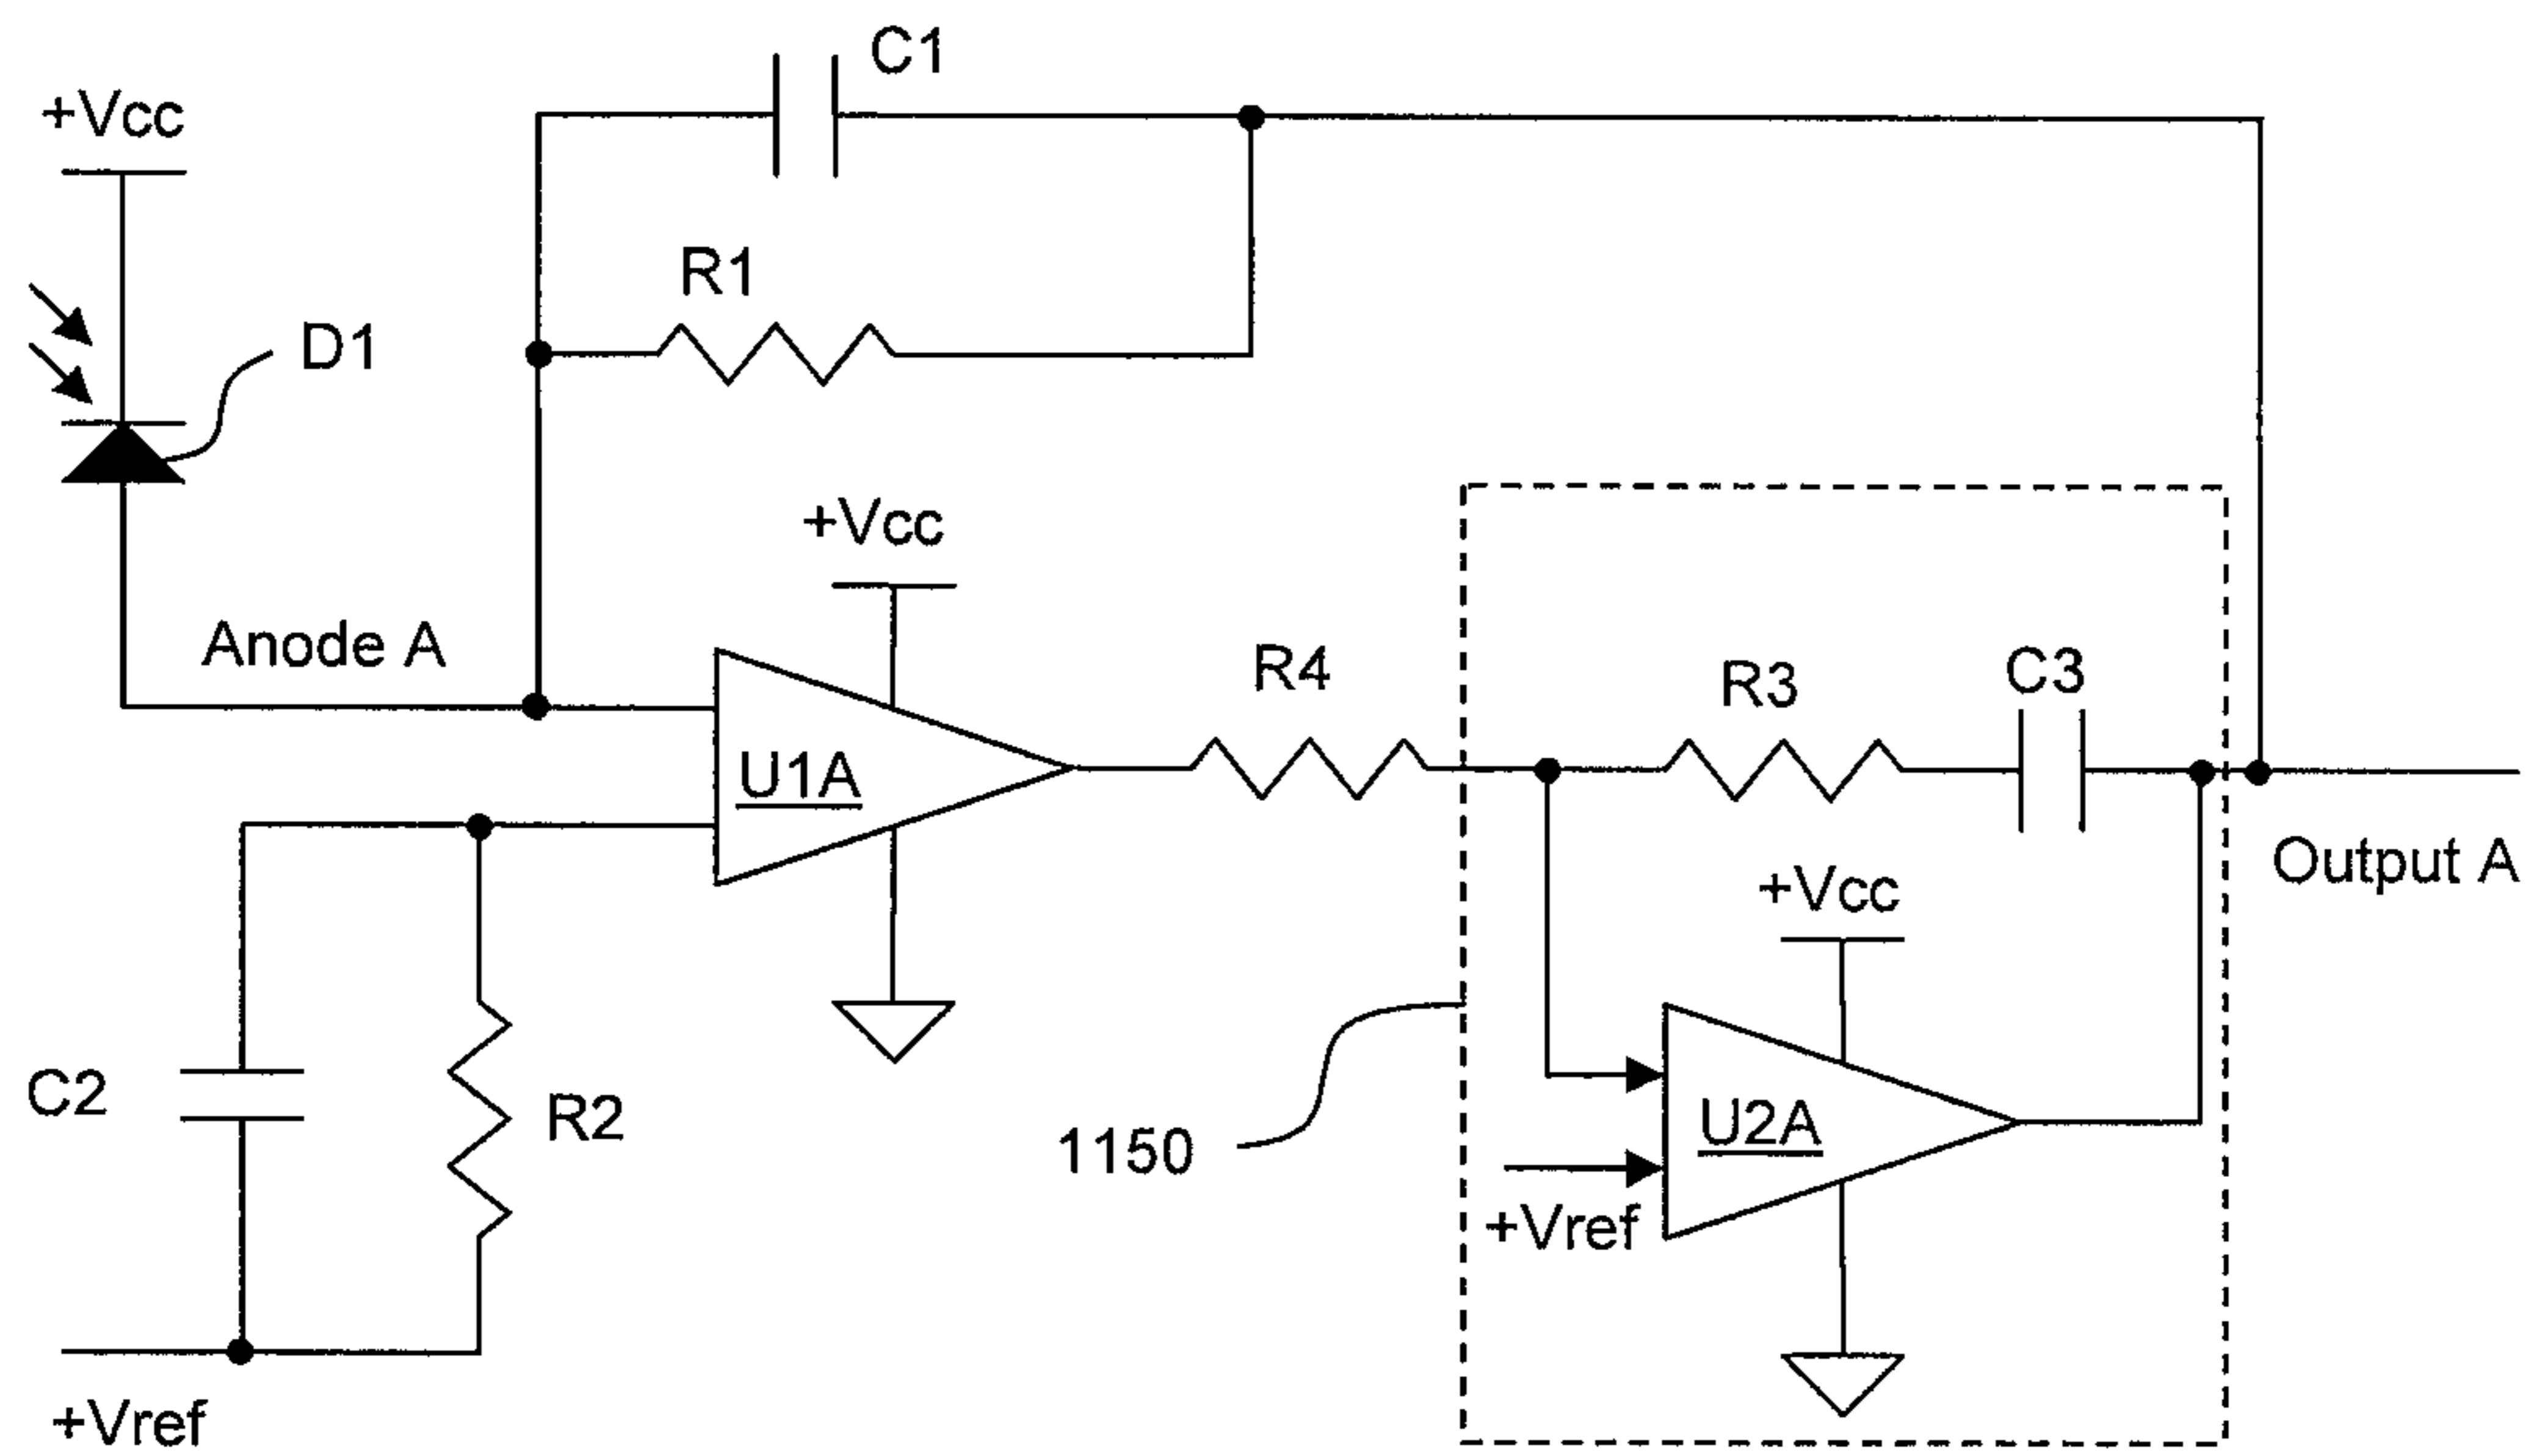 C1
+Vcc
R1
D1
+Vcc
Anode A
R4
R3
C3
U1A
Output A
+Vcc
C2
R2
1150
U2A
+Vref
+Vref